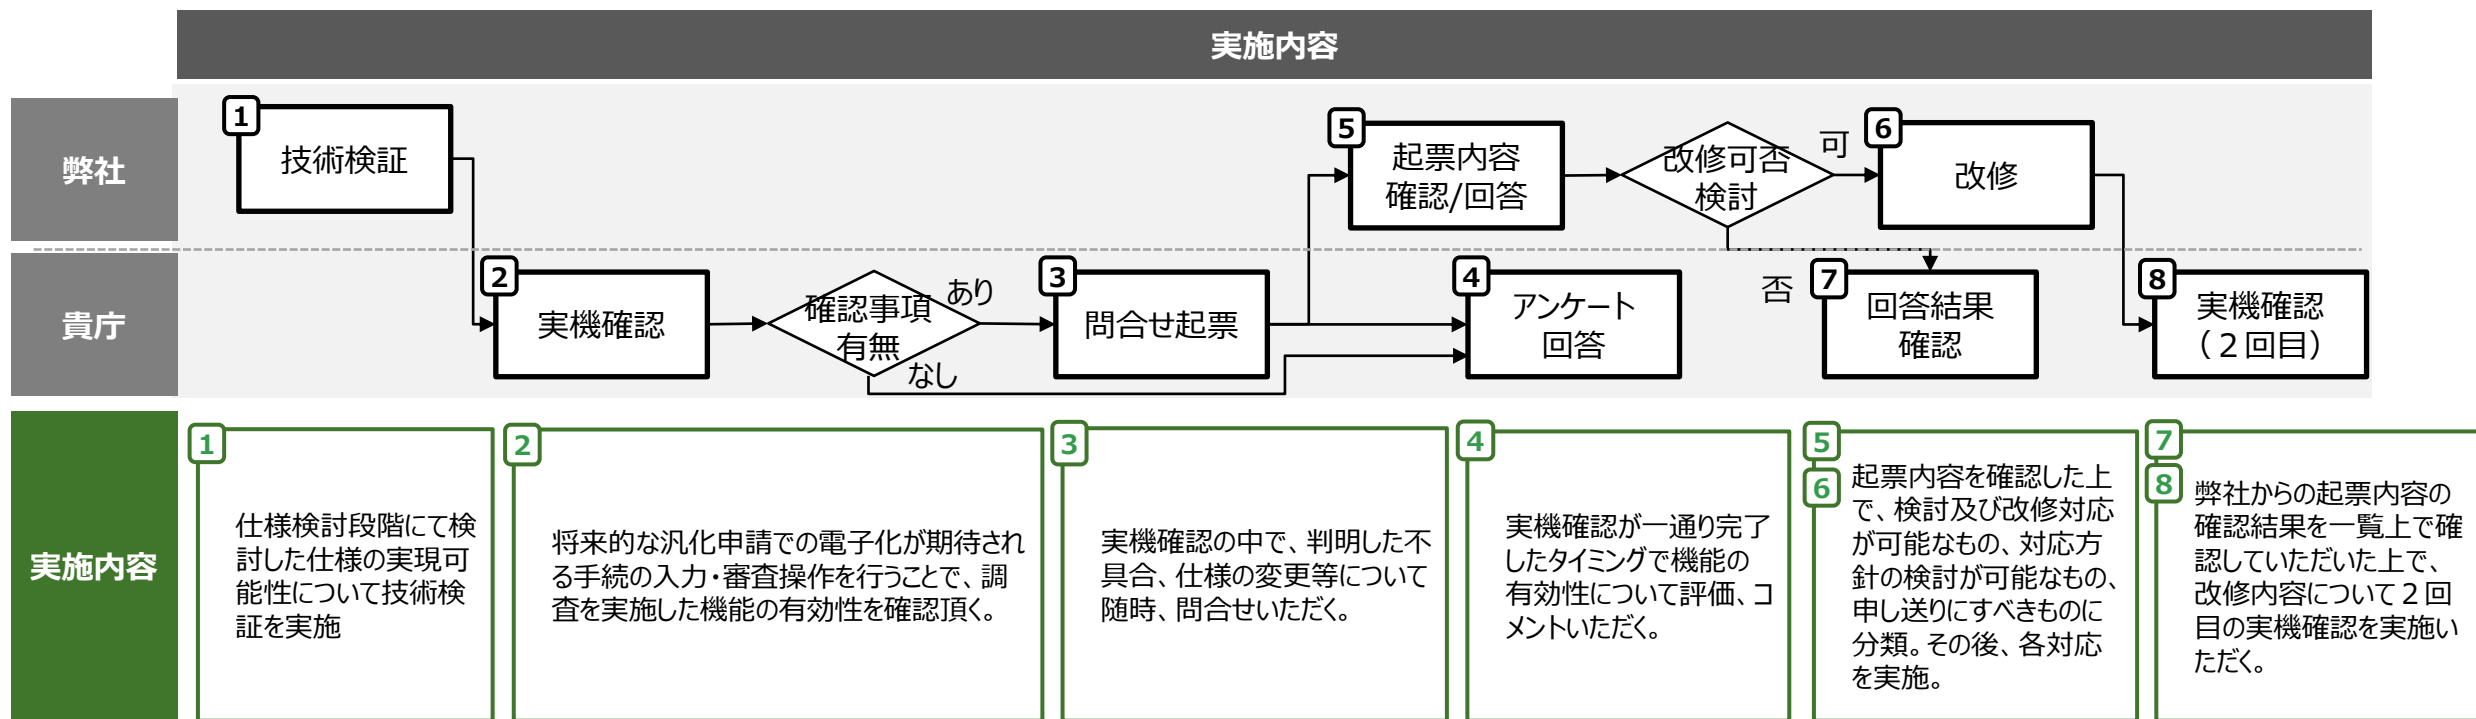 実施内容
弊社
1
技術検証
5
起票内容
確認/回答
改修可否
検討
可
6
改修
貴庁
2
実機確認
確認事項
有無
あり
なし
3
問合せ起票
4
アンケート
回答
否
7
回答結果
確認
8
実機確認
（２回目）
実施内容
1
仕様検討段階にて検
討した仕様の実現可
能性について技術検
証を実施
2
将来的な汎化申請での電子化が期待され
る手続の入力・審査操作を行うことで、調
査を実施した機能の有効性を確認頂く。
3
実機確認の中で、判明した不
具合、仕様の変更等について
随時、問合せいただく。
4
実機確認が一通り完了
したタイミングで機能の
有効性について評価、コ
メントいただく。
5
6
起票内容を確認した上
で、検討及び改修対応
が可能なもの、対応方
針の検討が可能なもの、
申し送りにすべきものに
分類。その後、各対応
を実施。
7
8
弊社からの起票内容の
確認結果を一覧上で確
認していただいた上で、
改修内容について２回
目の実機確認を実施い
ただく。